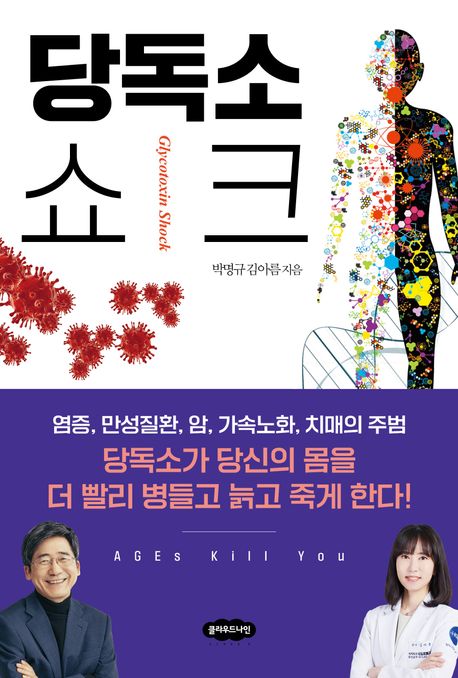 당독소
쇼크
Glycotoxin Shock
박명규 김아름 지음
염증, 만성질환, 암, 가속노화, 치매의 주범
당독소가 당신의 몸을
더 빨리 병들고 늙고 죽게 한다!
AGEs Kill You
클라우드나인